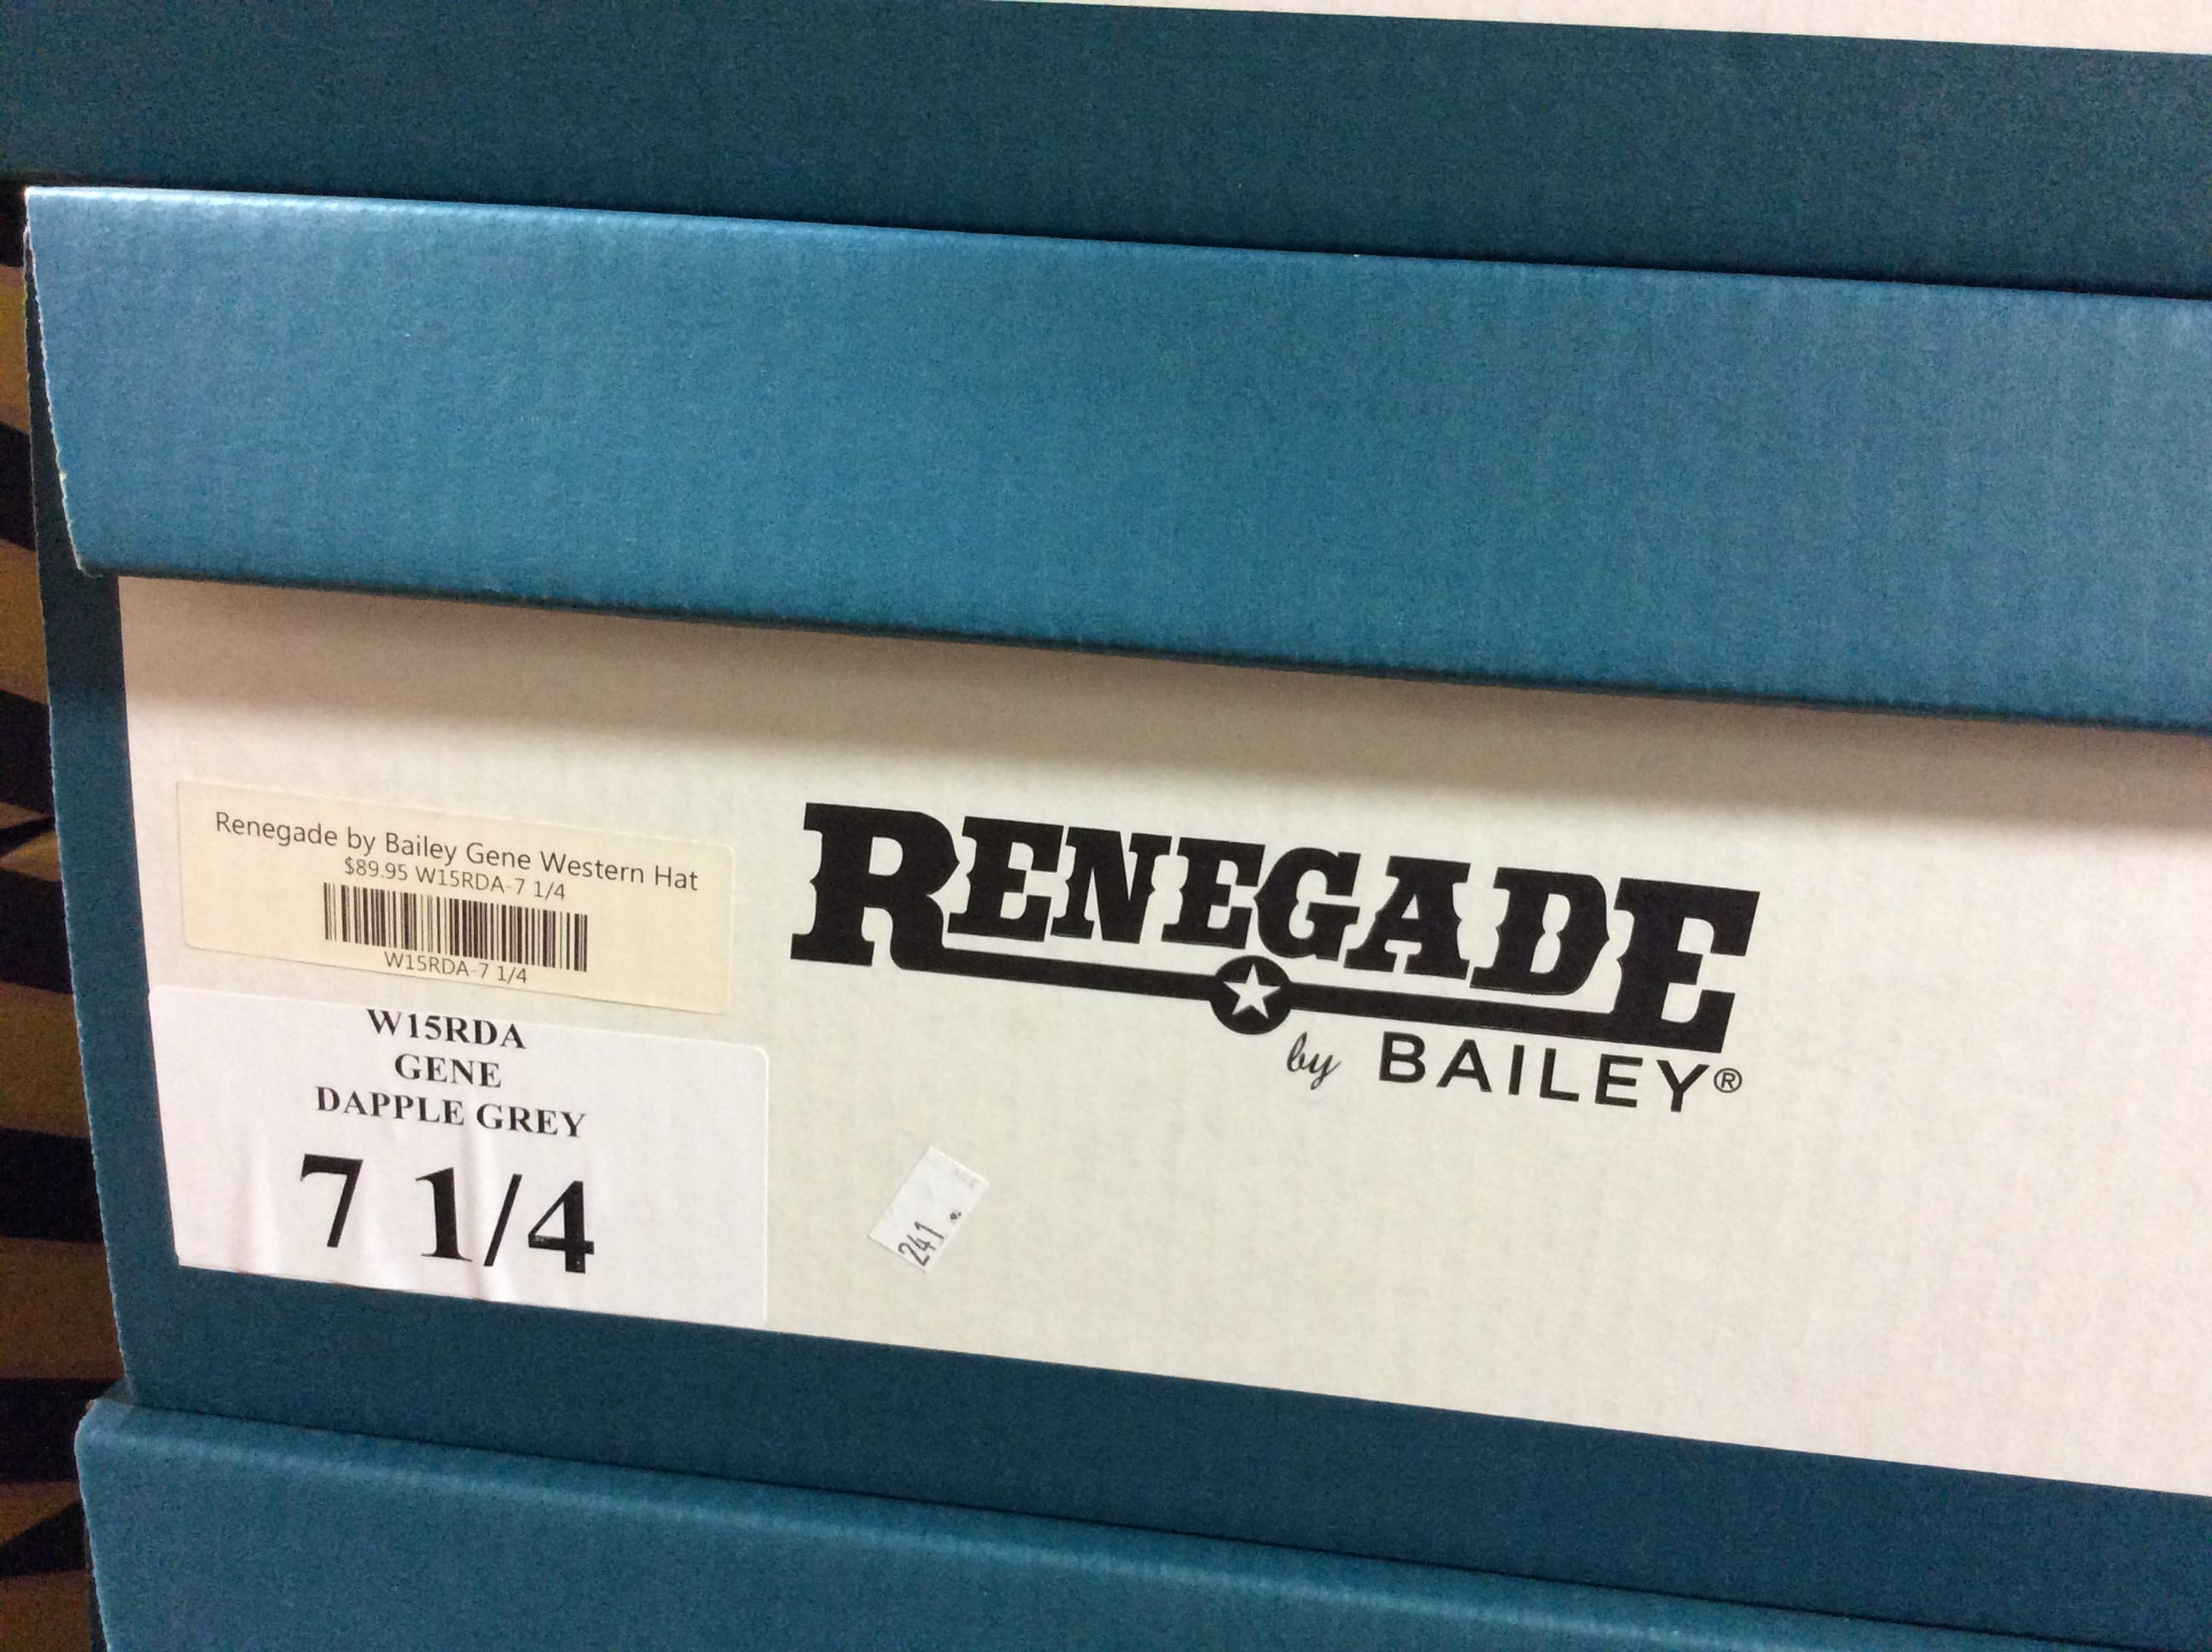 Renegade by Bailey Gene Western Hat
$89.95 W15RDA-7 1/4
W15RDA-7 1/4
W15RDA
GENE
DAPPLE GREY
7 1/4
RENEGADE
by BAILEY®
241